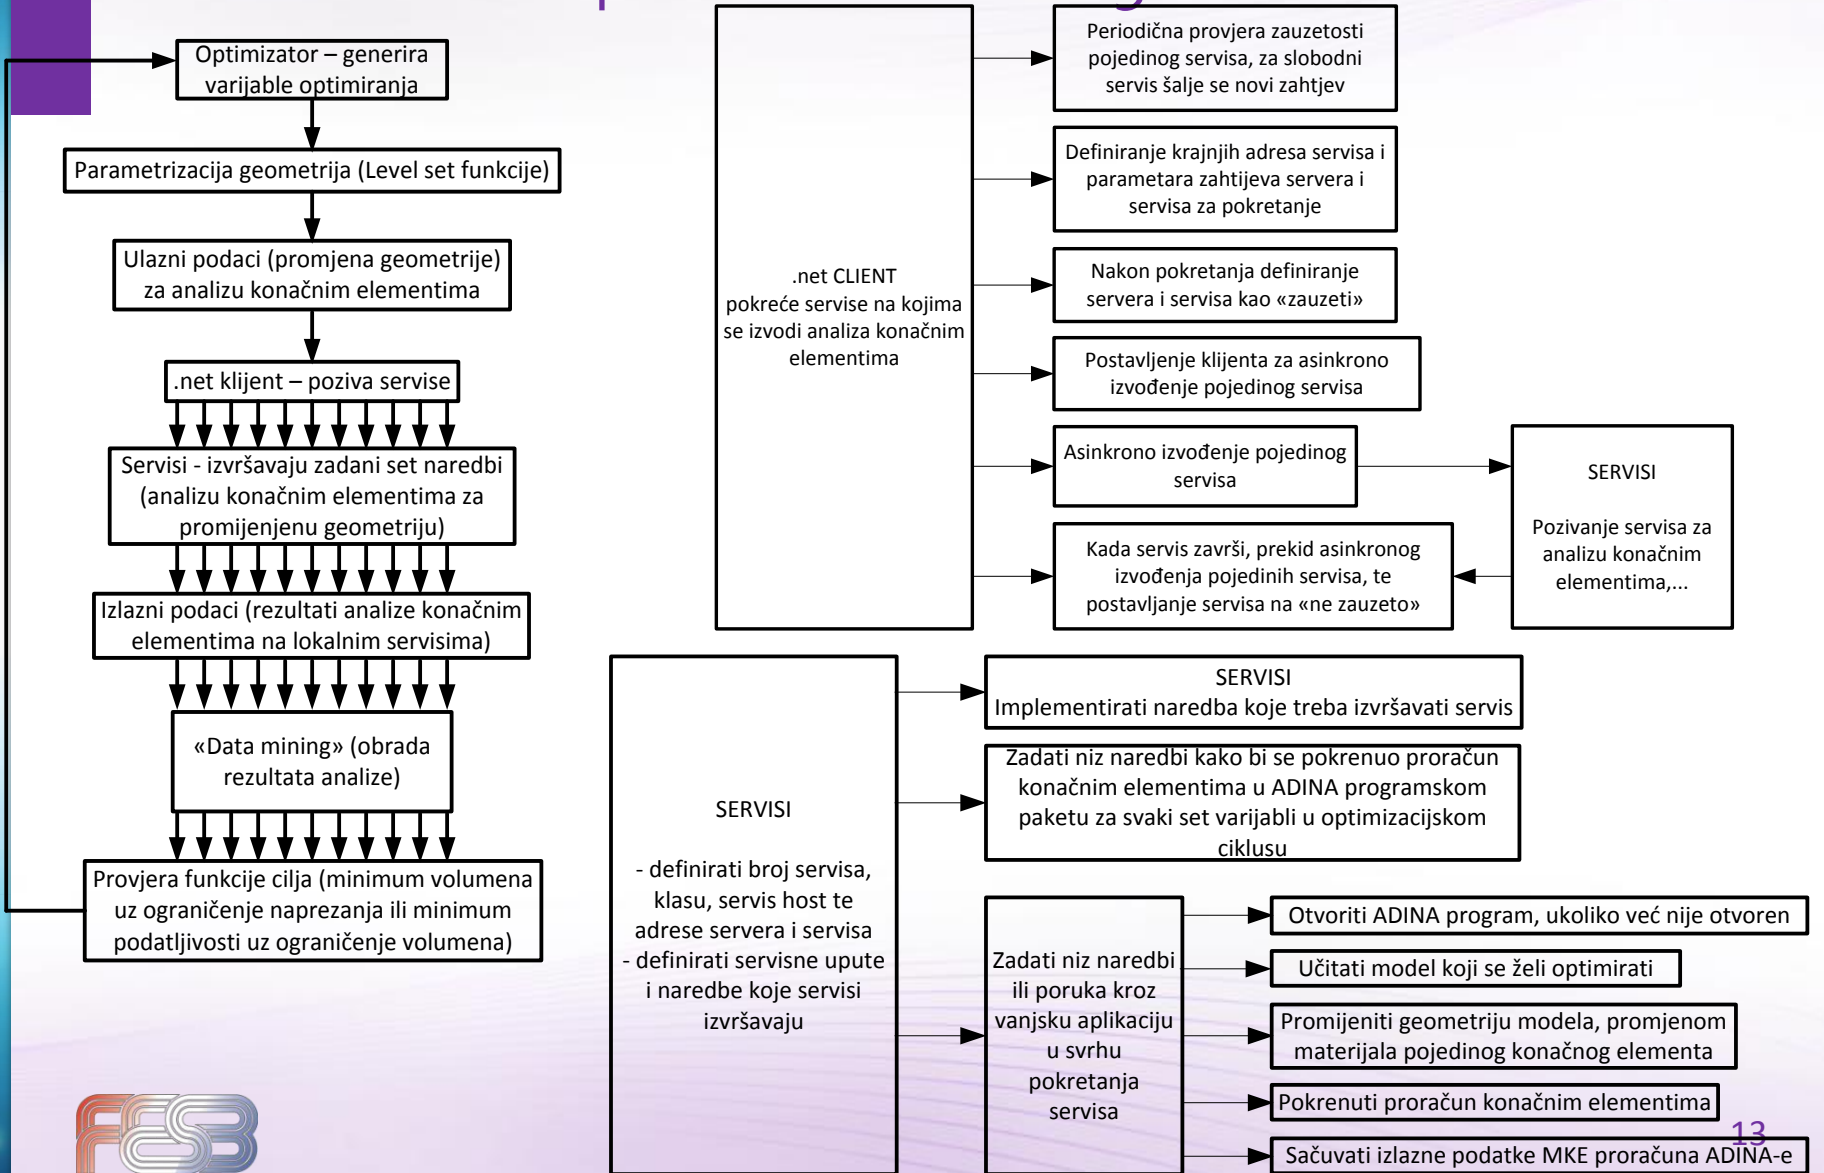 Optimizator – generira
varijable optimiranja
Parametrizacija geometrija (Level set funkcije)
Ulazni podaci (promjena geometrije)
za analizu konačnim elementima
.net klijent – poziva servise
Servisi - izvršavaju zadani set naredbi
(analizu konačnim elementima za
promijenjenu geometriju)
Izlazni podaci (rezultati analize konačnim
elementima na lokalnim servisima)
«Data mining» (obrada
rezultata analize)
Provjera funkcije cilja (minimum volumena
uz ograničenje naprezanja ili minimum
podatljivosti uz ograničenje volumena)
.net CLIENT
pokreće servise na kojima
se izvodi analiza konačnim
elementima
Periodična provjera zauzetosti
pojedinog servisa, za slobodni
servis šalje se novi zahtjev
Definiranje krajnjih adresa servisa i
parametara zahtijeva servera i
servisa za pokretanje
Nakon pokretanja definiranje
servera i servisa kao «zauzeti»
Postavljenje klijenta za asinkrono
izvođenje pojedinog servisa
Asinkrono izvođenje pojedinog
servisa
Kada servis završi, prekid asinkronog
izvođenja pojedinih servisa, te
postavljanje servisa na «ne zauzeto»
SERVISI
Pozivanje servisa za
analizu konačnim
elementima,...
SERVISI
- definirati broj servisa,
klasu, servis host te
adrese servera i servisa
- definirati servisne upute
i naredbe koje servisi
izvršavaju
SERVISI
Implementirati naredba koje treba izvršavati servis
Zadati niz naredbi kako bi se pokrenuo proračun
konačnim elementima u ADINA programskom
paketu za svaki set varijabli u optimizacijskom
ciklusu
Zadati niz naredbi
ili poruka kroz
vanjsku aplikaciju
u svrhu
pokretanja
servisa
Otvoriti ADINA program, ukoliko već nije otvoren
Učitati model koji se želi optimirati
Promijeniti geometriju modela, promjenom
materijala pojedinog konačnog elementa
Pokrenuti proračun konačnim elementima
Sačuvati izlazne podatke MKE proračuna ADINA-e
13
FESB